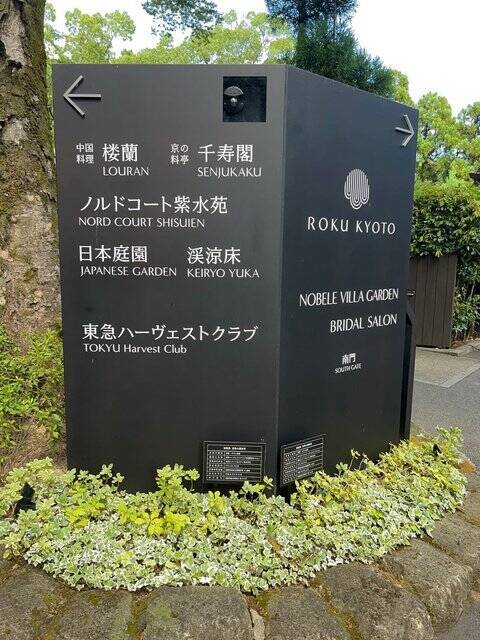 中国料理 楼蘭
LOURAN
京の料亭 千寿閣
SENJUKAKU
ノルドコート紫水苑
NORD COURT SHISUIEN
日本庭園
JAPANESE GARDEN
渓涼床
KEIRYO YUKA
東急ハーヴェストクラブ
TOKYU Harvest Club
ROKU KYOTO
NOBELE VILLA GARDEN
BRIDAL SALON
南門
SOUTH GATE